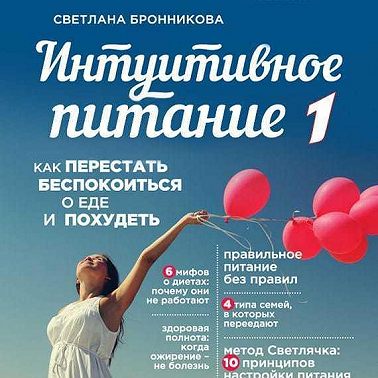 СВЕТЛАНА БРОННИКОВА
Интуитивное
питание 1
КАК ПЕРЕСТАТЬ
БЕСПОКОИТЬСЯ
О ЕДЕ
И ПОХУДЕТЬ
6 мифов
о диетах:
почему они
не работают
здоровая
полнота:
когда
ожирение –
не болезнь
правильное
питание
без правил
4 типа семей,
в которых
переедают
метод Светлячка:
10 принципов
настройки питания